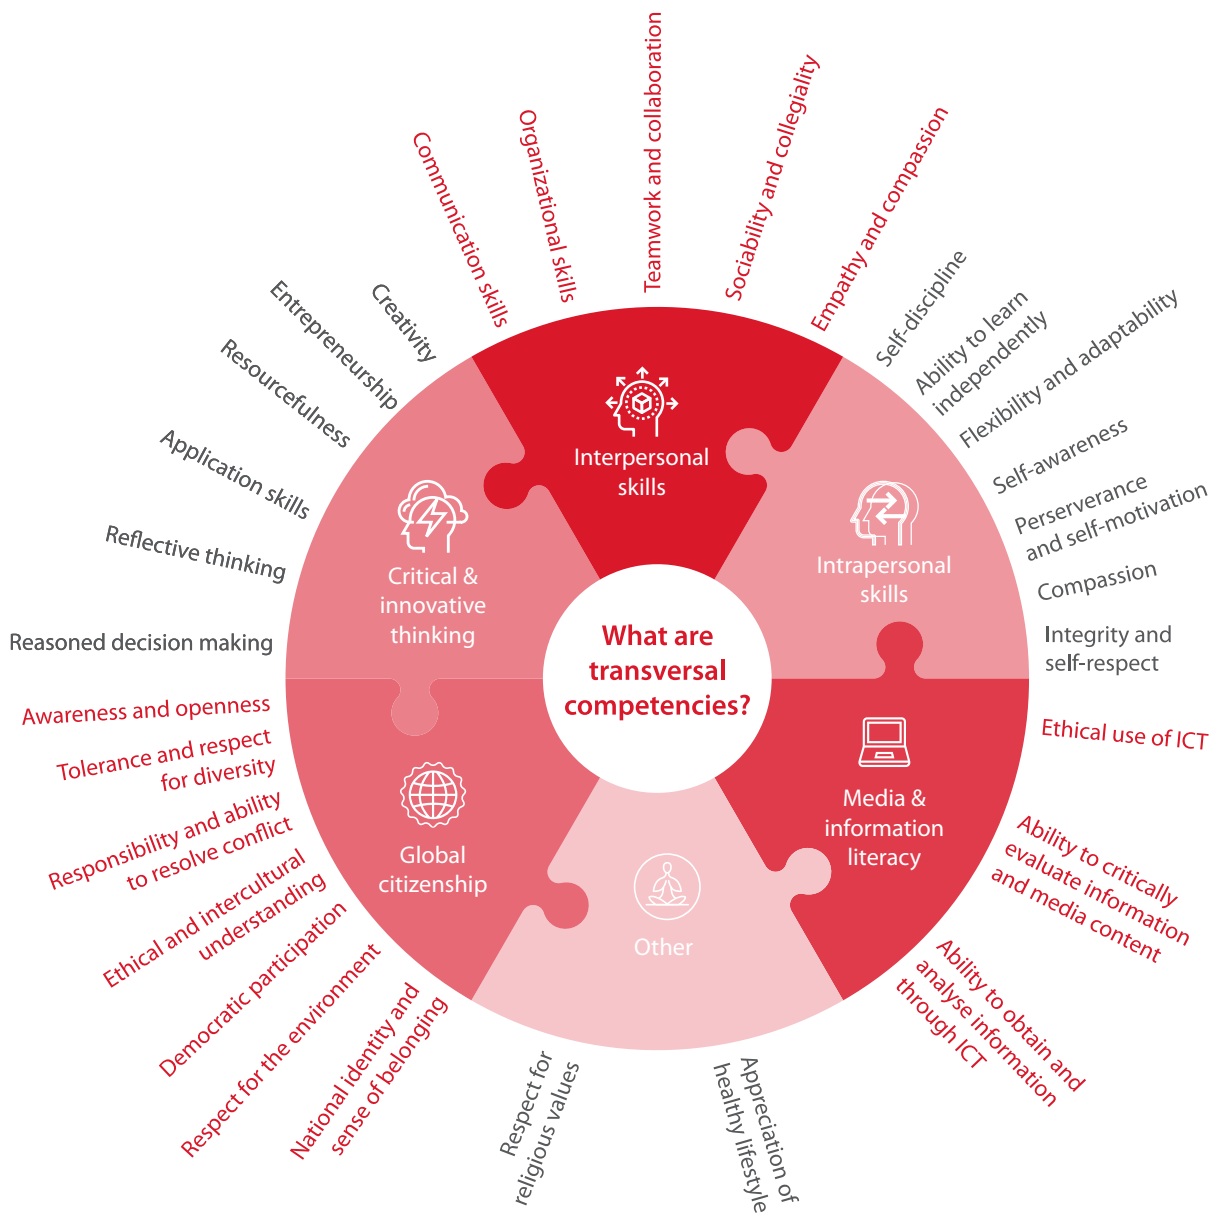 What are
transversal
competencies?
Interpersonal
skills
Communication skills
Organizational skills
Teamwork and collaboration
Sociability and collegiality
Empathy and compassion
Intrapersonal
skills
Self-discipline
Ability to learn
independently
Flexibility and adaptability
Self-awareness
Perserverance
and self-motivation
Compassion
Integrity and
self-respect
Media &
information
literacy
Ethical use of ICT
Ability to critically
evaluate information
and media content
Ability to obtain and
analyse information
through ICT
Other
Appreciation of
healthy lifestyle
Respect for
religious values
Global
citizenship
National identity and
sense of belonging
Respect for the environment
Democratic participation
Ethical and intercultural
understanding
Responsibility and ability
to resolve conflict
Tolerance and respect
for diversity
Awareness and openness
Critical &
innovative
thinking
Reasoned decision making
Reflective thinking
Application skills
Resourcefulness
Entrepreneurship
Creativity